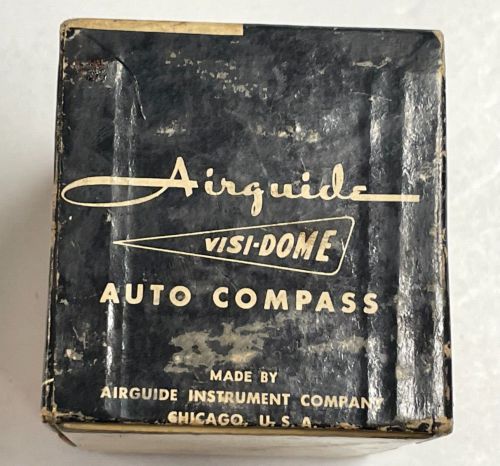 Airguide
VISI-DOME
AUTO COMPASS
MADE BY
AIRGUIDE INSTRUMENT COMPANY
CHICAGO, U. S. A.